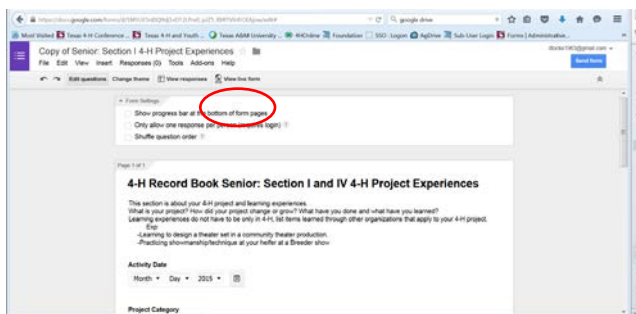 google drive
Most Visited Texas 4-H Conference ... Texas 4-H and Youth ... Texas A&M University ... 4HOnline Foundation SSO: Logon AgDrive Sub-User Login Forms | Administrative...
Copy of Senior: Section I 4-H Project Experiences
File Edit View Insert Responses (0) Tools Add-ons Help
Send form
Edit questions Change theme View responses View live form
Form Settings
Show progress bar at the bottom of form pages
Only allow one response per person (requires login)
Shuffle question order
Page 1 of 1
4-H Record Book Senior: Section I and IV 4-H Project Experiences
This section is about your 4-H project and learning experiences.
What is your project? How did your project change or grow? What have you done and what have you learned?
Learning experiences do not have to be only in 4-H, list items learned through other organizations that apply to your 4-H project.
Exp:
-Learning to design a theater set in a community theater production.
-Practicing showmanship/technique at your heifer at a Breeder show
Activity Date
Month Day 2015
Project Category